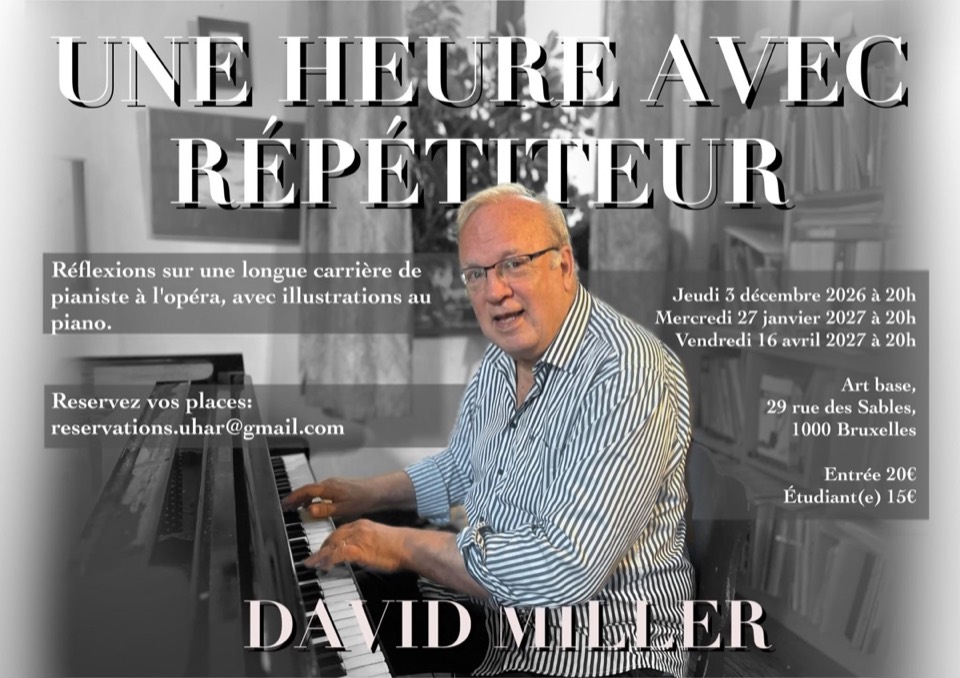 UNE HEURE AVEC
RÉPÉTITEUR
Réflexions sur une longue carrière de
pianiste à l'opéra, avec illustrations au
piano.
Reservez vos places:
reservations.uhar@gmail.com
Jeudi 3 décembre 2026 à 20h
Mercredi 27 janvier 2027 à 20h
Vendredi 16 avril 2027 à 20h
Art base,
29 rue des Sables,
1000 Bruxelles
Entrée 20€
Étudiant(e) 15€
DAVID MILLER